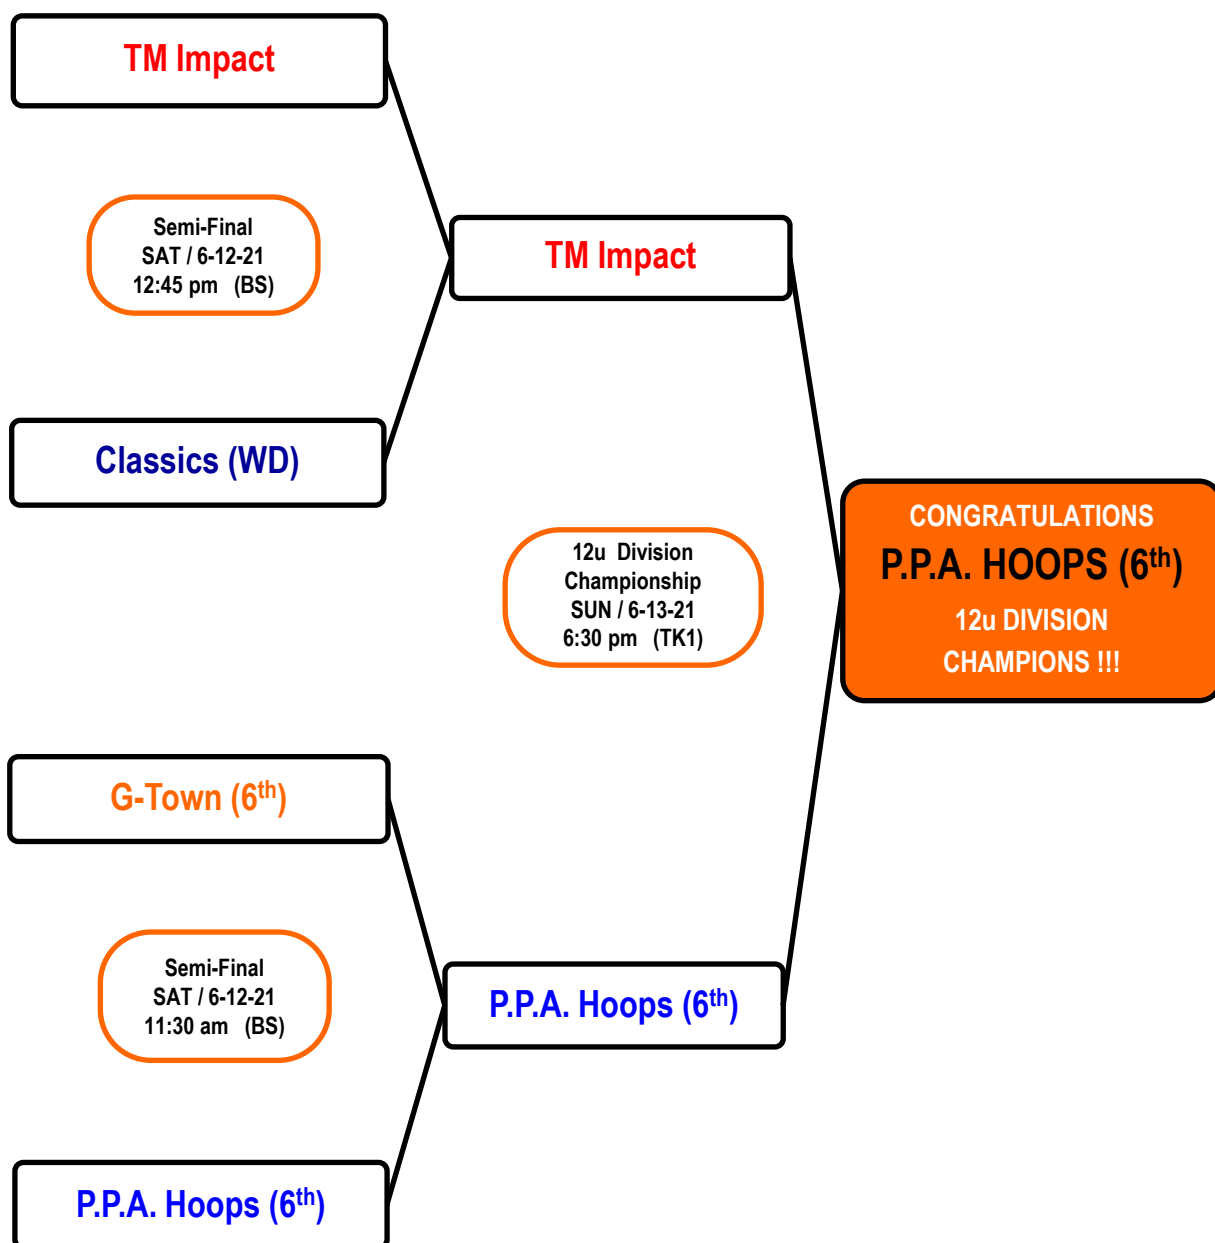 TM Impact
Semi-Final
SAT / 6-12-21
12:45 pm (BS)
TM Impact
Classics (WD)
CONGRATULATIONS
P.P.A. HOOPS (6th)
12u DIVISION
CHAMPIONS !!!
12u Division
Championship
SUN / 6-13-21
6:30 pm (TK1)
G-Town (6th)
Semi-Final
SAT / 6-12-21
11:30 am (BS)
P.P.A. Hoops (6th)
P.P.A. Hoops (6th)